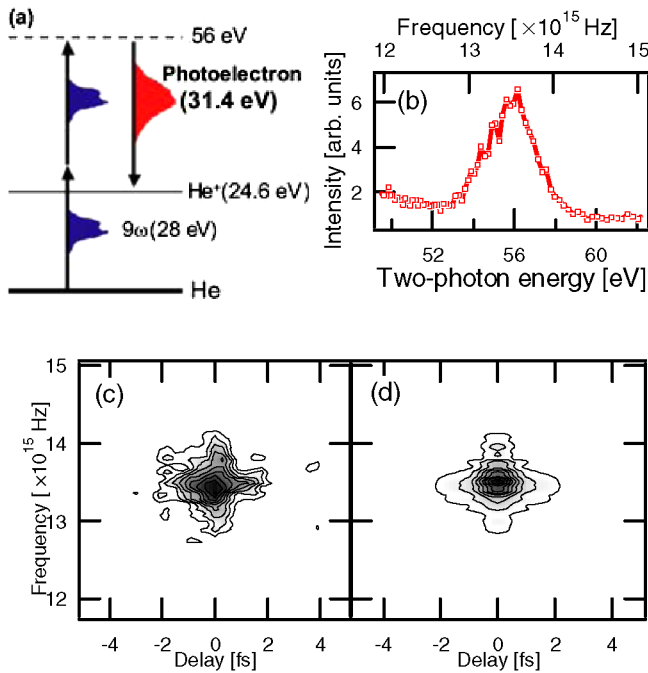 (a)
56 eV
Photoelectron
(31.4 eV)
He⁺(24.6 eV)
9ω(28 eV)
He
Frequency [ ×10¹⁵ Hz]
12 13 14 15
(b)
Intensity [arb. units]
6
4
2
52 56 60
Two-photon energy [eV]
(c)
Frequency [ ×10¹⁵ Hz]
15
14
13
12
-4 -2 0 2 4
Delay [fs]
(d)
-4 -2 0 2 4
Delay [fs]